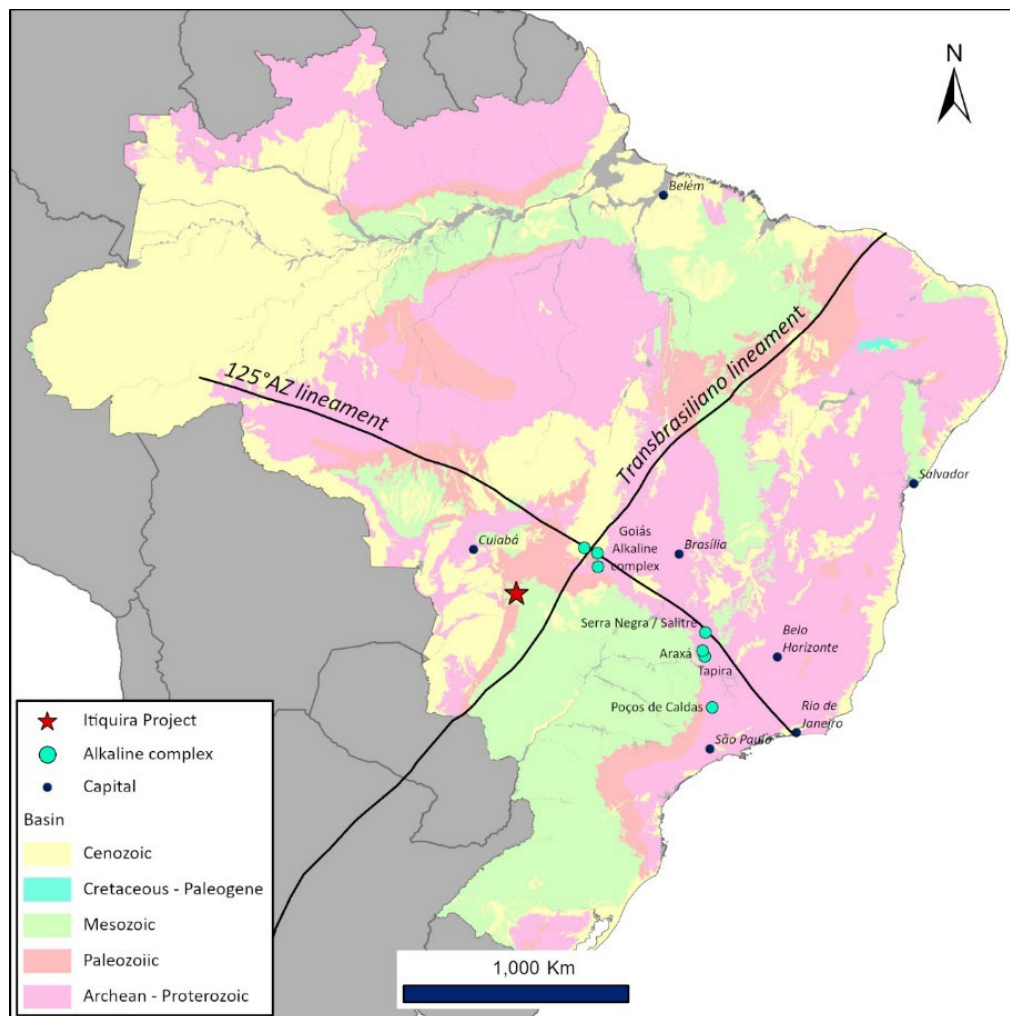 N
Belém
Transbrasiliano lineament
125°AZ lineament
Salvador
Cuiabá
Goiás
Alkaline
complex
Brasília
Serra Negra / Salitre
Belo
Horizonte
Araxá
Tapira
Poços de Caldas
Rio de
Janeiro
São Paulo
Itiquira Project
Alkaline complex
Capital
Basin
Cenozoic
Cretaceous - Paleogene
Mesozoic
Paleozoiic
Archean - Proterozoic
1,000 Km